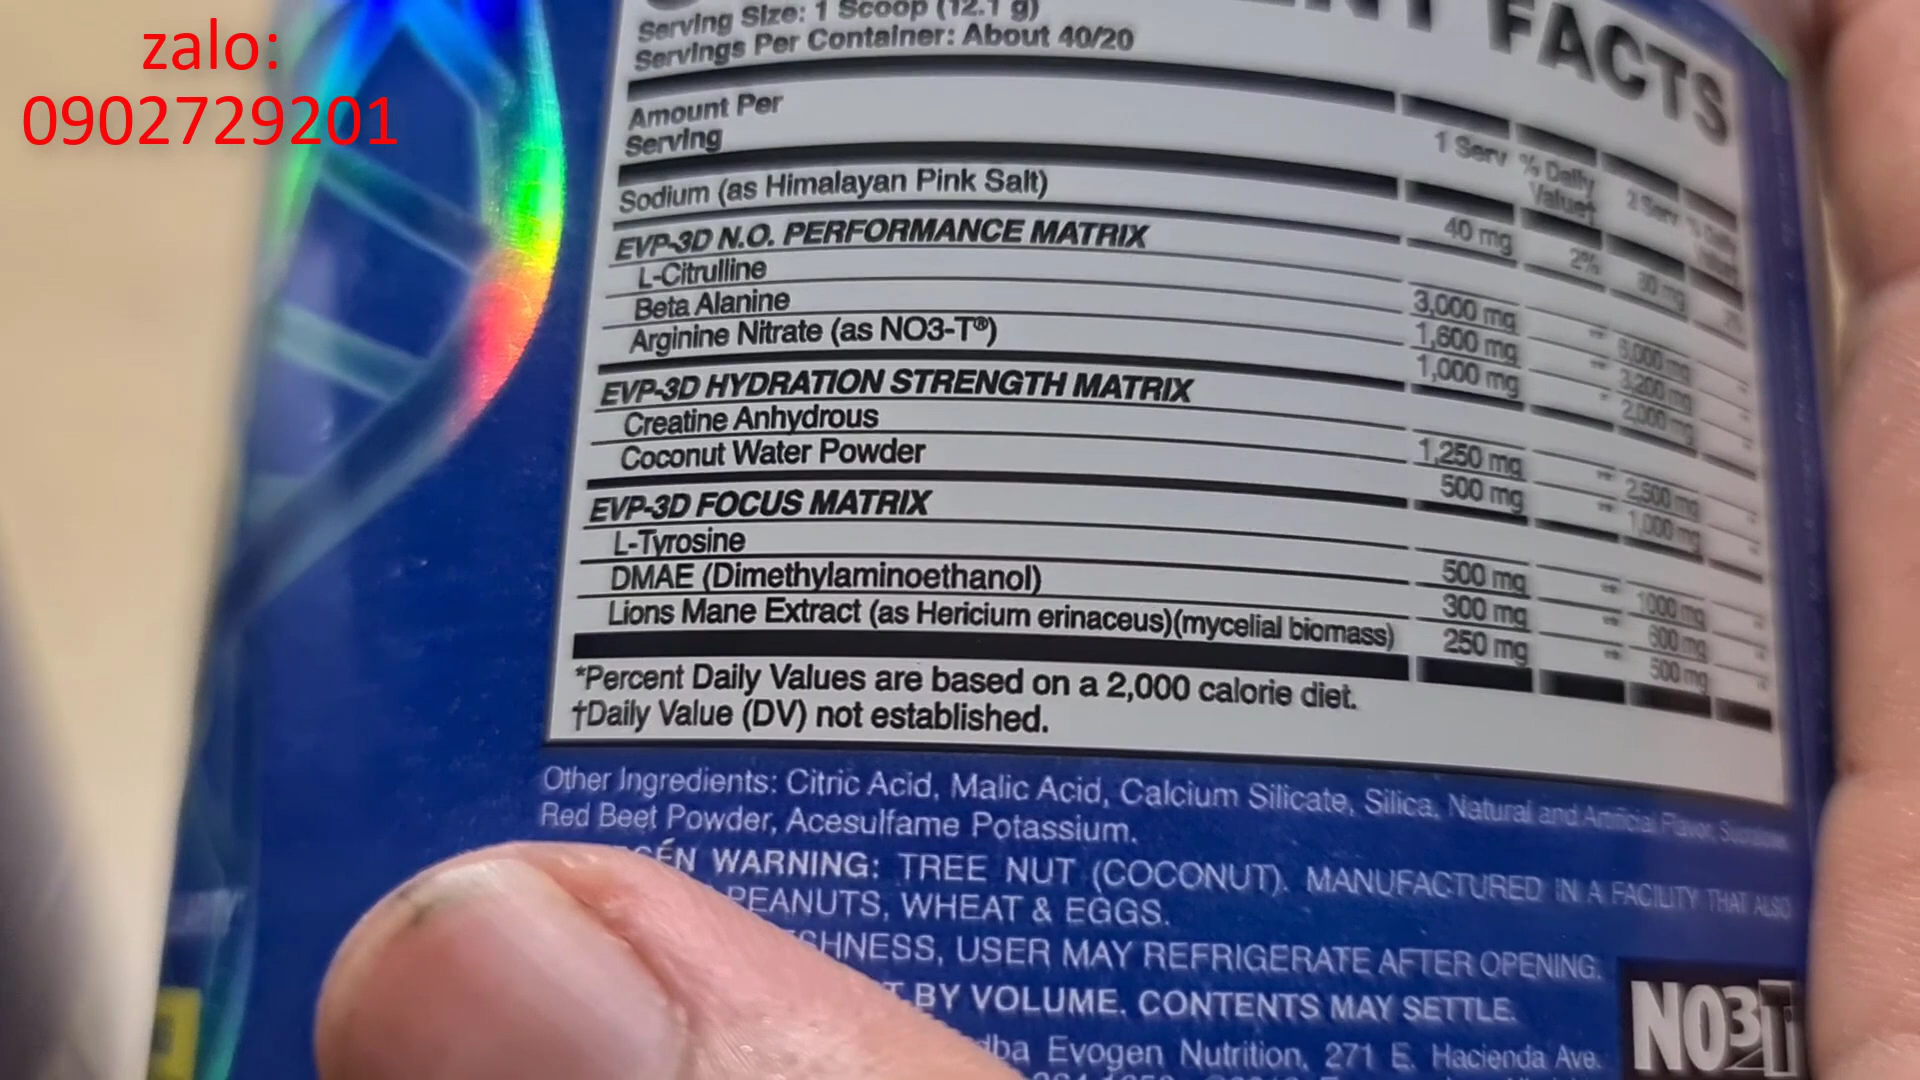 zalo:
0902729201
FACTS
Serving Size: 1 Scoop (12.1 g)
Servings Per Container: About 40/20
Amount Per
Serving
1 Serv % Daily Value† 2 Serv
Sodium (as Himalayan Pink Salt) 40 mg 2% 80 mg
EVP-3D N.O. PERFORMANCE MATRIX
L-Citrulline 3,000 mg ** 6,000 mg
Beta Alanine 1,600 mg ** 3,200 mg
Arginine Nitrate (as NO3-T®) 1,000 mg 2,000 mg
EVP-3D HYDRATION STRENGTH MATRIX
Creatine Anhydrous 1,250 mg ** 2,500 mg
Coconut Water Powder 500 mg ** 1,000 mg
EVP-3D FOCUS MATRIX
L-Tyrosine 500 mg ** 1000 mg
DMAE (Dimethylaminoethanol) 300 mg ** 600 mg
Lions Mane Extract (as Hericium erinaceus)(mycelial biomass) 250 mg ** 500 mg
*Percent Daily Values are based on a 2,000 calorie diet.
†Daily Value (DV) not established.
Other Ingredients: Citric Acid, Malic Acid, Calcium Silicate, Silica, Natural and Artificial Flavor,
Red Beet Powder, Acesulfame Potassium.
WARNING: TREE NUT (COCONUT). MANUFACTURED IN A FACILITY THAT ALSO
PEANUTS, WHEAT & EGGS.
USER MAY REFRIGERATE AFTER OPENING.
BY VOLUME. CONTENTS MAY SETTLE.
dba Evogen Nutrition, 271 E. Hacienda Ave.
NO3T